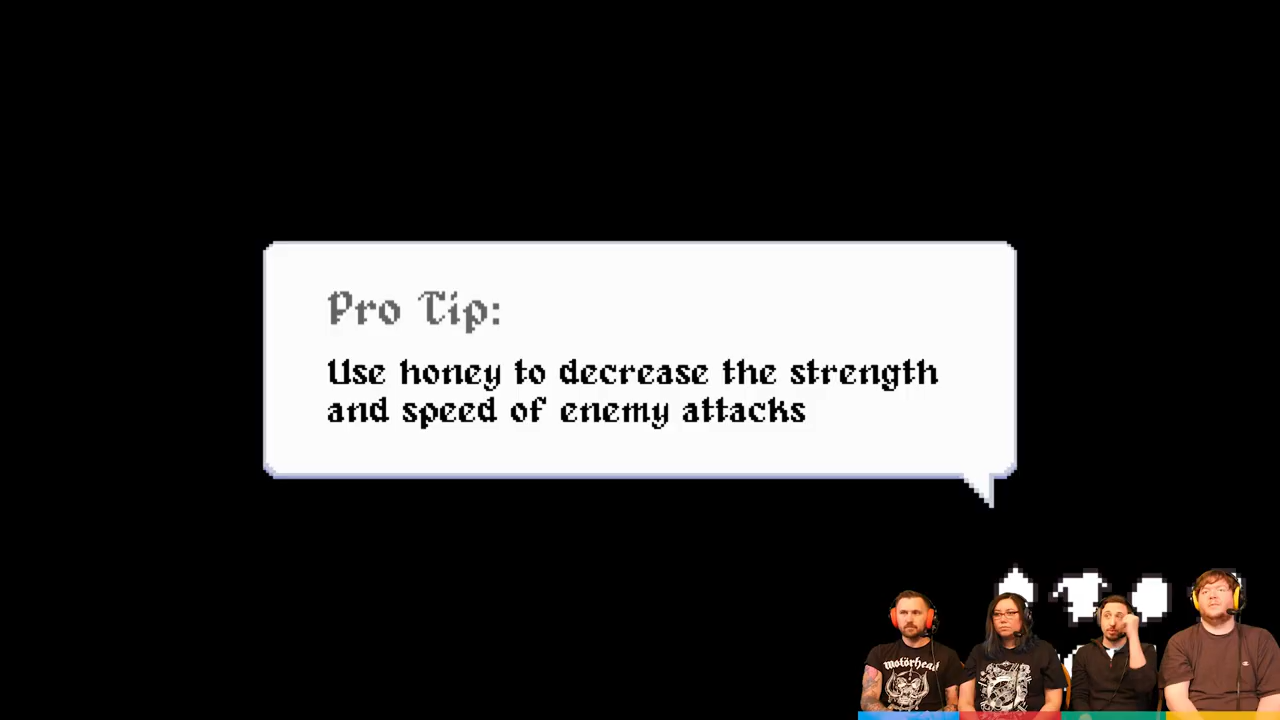 Pro Tip:
Use honey to decrease the strength
and speed of enemy attacks
Motörhead